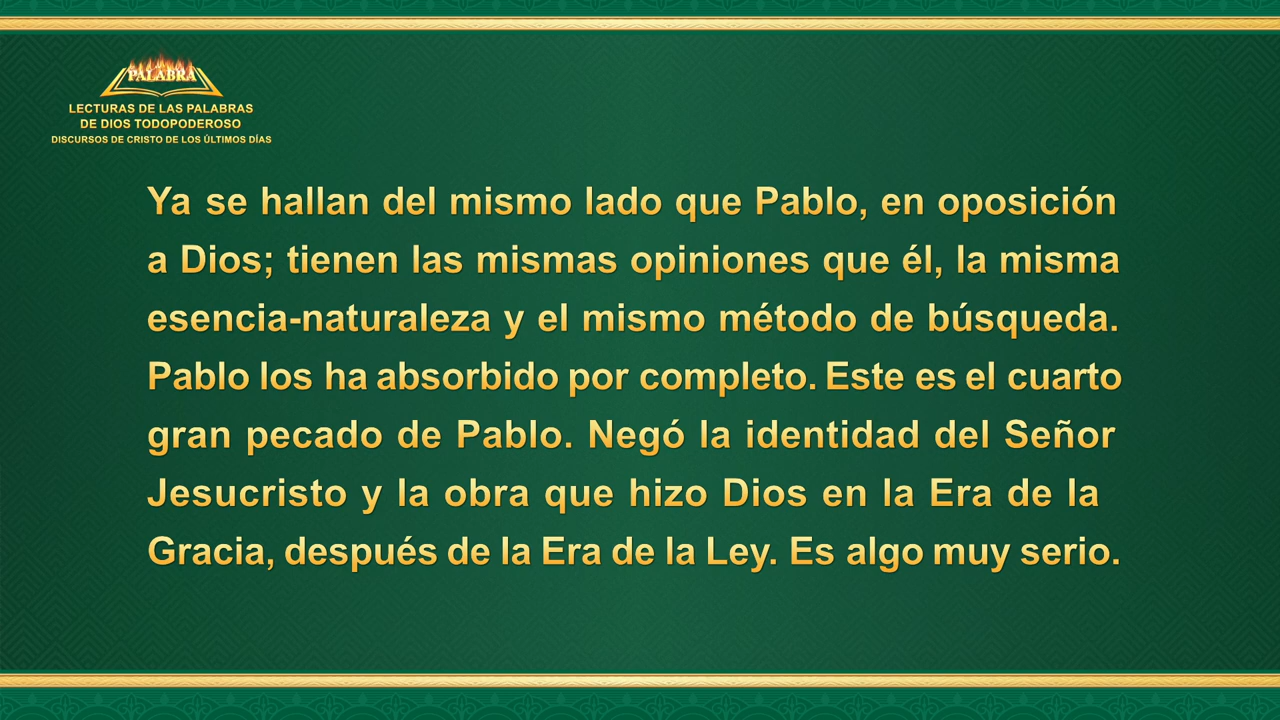 PALABRA
LECTURAS DE LAS PALABRAS
DE DIOS TODOPODEROSO
DISCURSOS DE CRISTO DE LOS ÚLTIMOS DÍAS
Ya se hallan del mismo lado que Pablo, en oposición
a Dios; tienen las mismas opiniones que él, la misma
esencia-naturaleza y el mismo método de búsqueda.
Pablo los ha absorbido por completo. Este es el cuarto
gran pecado de Pablo. Negó la identidad del Señor
Jesucristo y la obra que hizo Dios en la Era de la
Gracia, después de la Era de la Ley. Es algo muy serio.